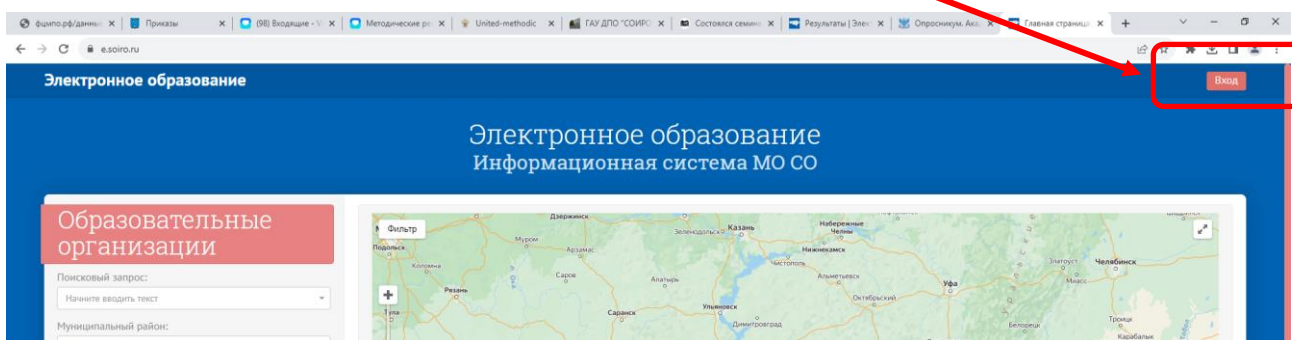 фцмпо.рф/данны
Приказы
(98) Входящие - V
Методические ре
United-methodic
ГАУ ДПО "СОИРО
Состоялся семин
Результаты | Элек
Опросникум. Ака
Главная страница
e.soiro.ru
Электронное образование
Вход
Электронное образование
Информационная система МО СО
Образовательные
организации
Поисковый запрос:
Начните вводить текст
Муниципальный район:
Фильтр
Дзержинск
Муром
Арзамас
Зеленодольск
Казань
Набережные
Челны
Подольск
Коломна
Нижнекамск
Чистополь
Златоуст
Челябинск
Рязань
Саров
Алатырь
Альметьевск
Уфа
Миасс
Тула
Саранск
Ульяновск
Октябрьский
Димитровград
Белорецк
Троицк
Карабалык